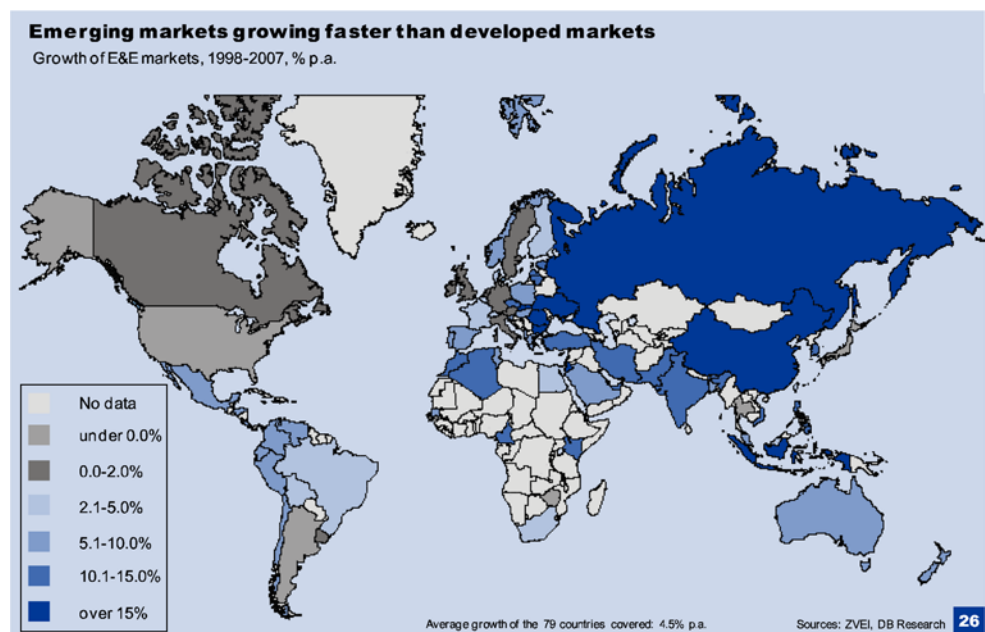 Emerging markets growing faster than developed markets
Growth of E&E markets, 1998-2007, % p.a.
No data
under 0.0%
0.0-2.0%
2.1-5.0%
5.1-10.0%
10.1-15.0%
over 15%
Average growth of the 79 countries covered: 4.5% p.a.
Sources: ZVEI, DB Research
26